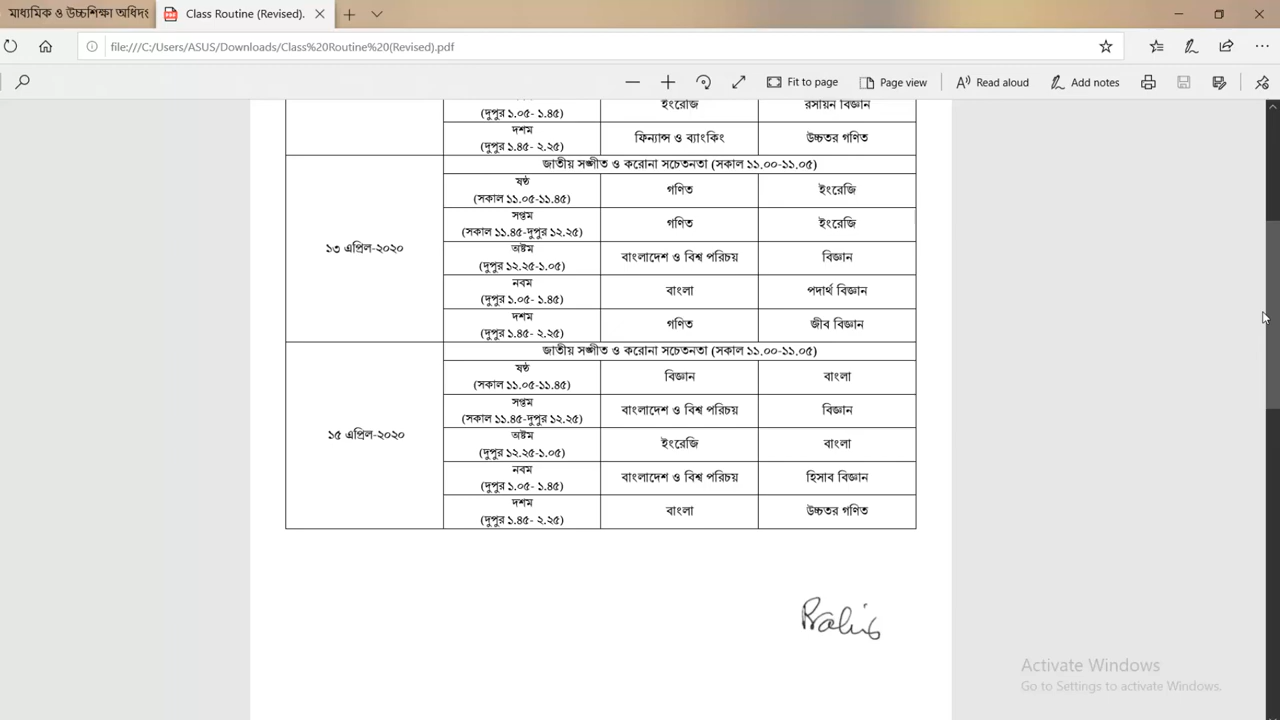 মাধ্যমিক ও উচ্চশিক্ষা অধিদং
Class Routine (Revised).
file:///C:/Users/ASUS/Downloads/Class%20Routine%20(Revised).pdf
Fit to page
Page view
Read aloud
Add notes
(দুপুর ১.০৫- ১.৪৫) ইংরেজি রসায়ন বিজ্ঞান
দশম
(দুপুর ১.৪৫- ২.২৫) ফিন্যান্স ও ব্যাংকিং উচ্চতর গণিত
১৩ এপ্রিল-২০২০
জাতীয় সঙ্গীত ও করোনা সচেতনতা (সকাল ১১.০০-১১.০৫)
ষষ্ঠ
(সকাল ১১.০৫-১১.৪৫) গণিত ইংরেজি
সপ্তম
(সকাল ১১.৪৫-দুপুর ১২.২৫) গণিত ইংরেজি
অষ্টম
(দুপুর ১২.২৫-১.০৫) বাংলাদেশ ও বিশ্ব পরিচয় বিজ্ঞান
নবম
(দুপুর ১.০৫- ১.৪৫) বাংলা পদার্থ বিজ্ঞান
দশম
(দুপুর ১.৪৫- ২.২৫) গণিত জীব বিজ্ঞান
১৫ এপ্রিল-২০২০
জাতীয় সঙ্গীত ও করোনা সচেতনতা (সকাল ১১.০০-১১.০৫)
ষষ্ঠ
(সকাল ১১.০৫-১১.৪৫) বিজ্ঞান বাংলা
সপ্তম
(সকাল ১১.৪৫-দুপুর ১২.২৫) বাংলাদেশ ও বিশ্ব পরিচয় বিজ্ঞান
অষ্টম
(দুপুর ১২.২৫-১.০৫) ইংরেজি বাংলা
নবম
(দুপুর ১.০৫- ১.৪৫) বাংলাদেশ ও বিশ্ব পরিচয় হিসাব বিজ্ঞান
দশম
(দুপুর ১.৪৫- ২.২৫) বাংলা উচ্চতর গণিত
Activate Windows
Go to Settings to activate Windows.